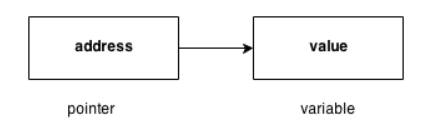 address value
pointer variable